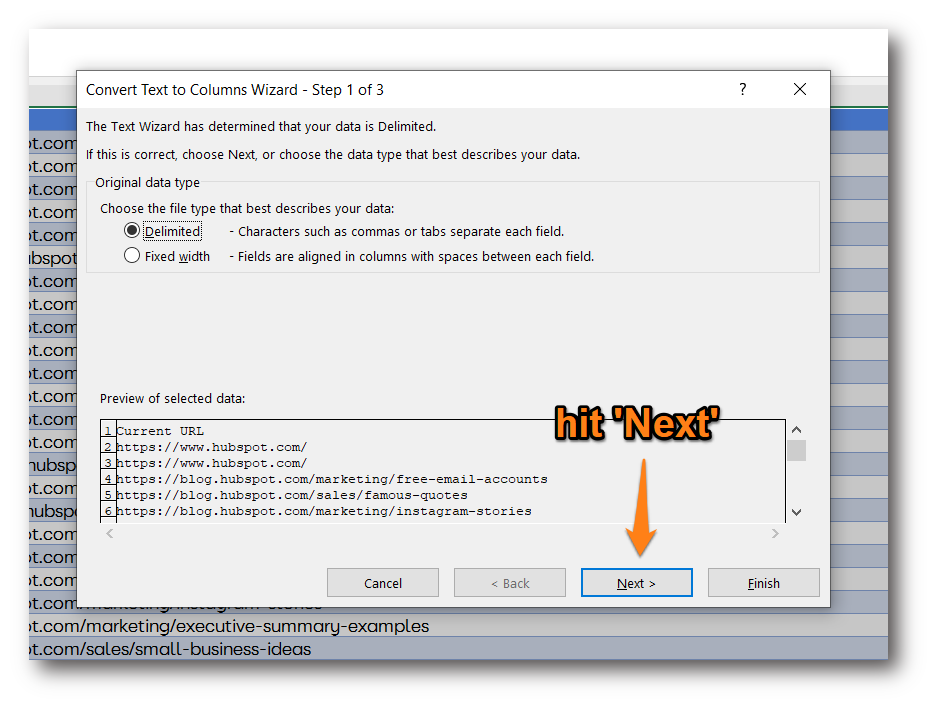 Convert Text to Columns Wizard - Step 1 of 3
?
The Text Wizard has determined that your data is Delimited.
If this is correct, choose Next, or choose the data type that best describes your data.
Original data type
Choose the file type that best describes your data:
Delimited - Characters such as commas or tabs separate each field.
Fixed width - Fields are aligned in columns with spaces between each field.
Preview of selected data:
hit 'Next'
1 Current URL
2 https://www.hubspot.com/
3 https://www.hubspot.com/
4 https://blog.hubspot.com/marketing/free-email-accounts
5 https://blog.hubspot.com/sales/famous-quotes
6 https://blog.hubspot.com/marketing/instagram-stories
Cancel < Back Next > Finish
ot.com
ot.com
ot.com
ot.com
ot.com
ubspot
ot.com
ot.com
ot.com
ot.com
ot.com
ot.com
ot.com
ot.com
hubsp
ot.com
hubsp
ot.com
ot.com
ot.com
ot.com/marketing/instagram-stories
ot.com/marketing/executive-summary-examples
ot.com/sales/small-business-ideas